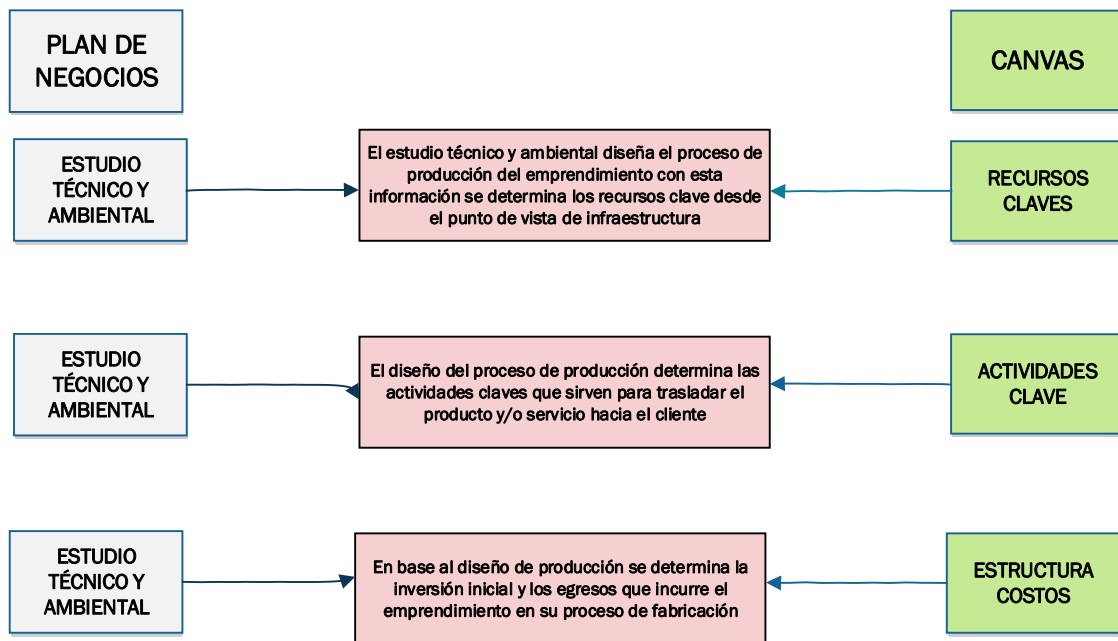 PLAN DE
NEGOCIOS
CANVAS
ESTUDIO
TÉCNICO Y
AMBIENTAL
El estudio técnico y ambiental diseña el proceso de
producción del emprendimiento con esta
información se determina los recursos clave desde
el punto de vista de infraestructura
RECURSOS
CLAVES
ESTUDIO
TÉCNICO Y
AMBIENTAL
El diseño del proceso de producción determina las
actividades claves que sirven para trasladar el
producto y/o servicio hacia el cliente
ACTIVIDADES
CLAVE
ESTUDIO
TÉCNICO Y
AMBIENTAL
En base al diseño de producción se determina la
inversión inicial y los egresos que incurre el
emprendimiento en su proceso de fabricación
ESTRUCTURA
COSTOS